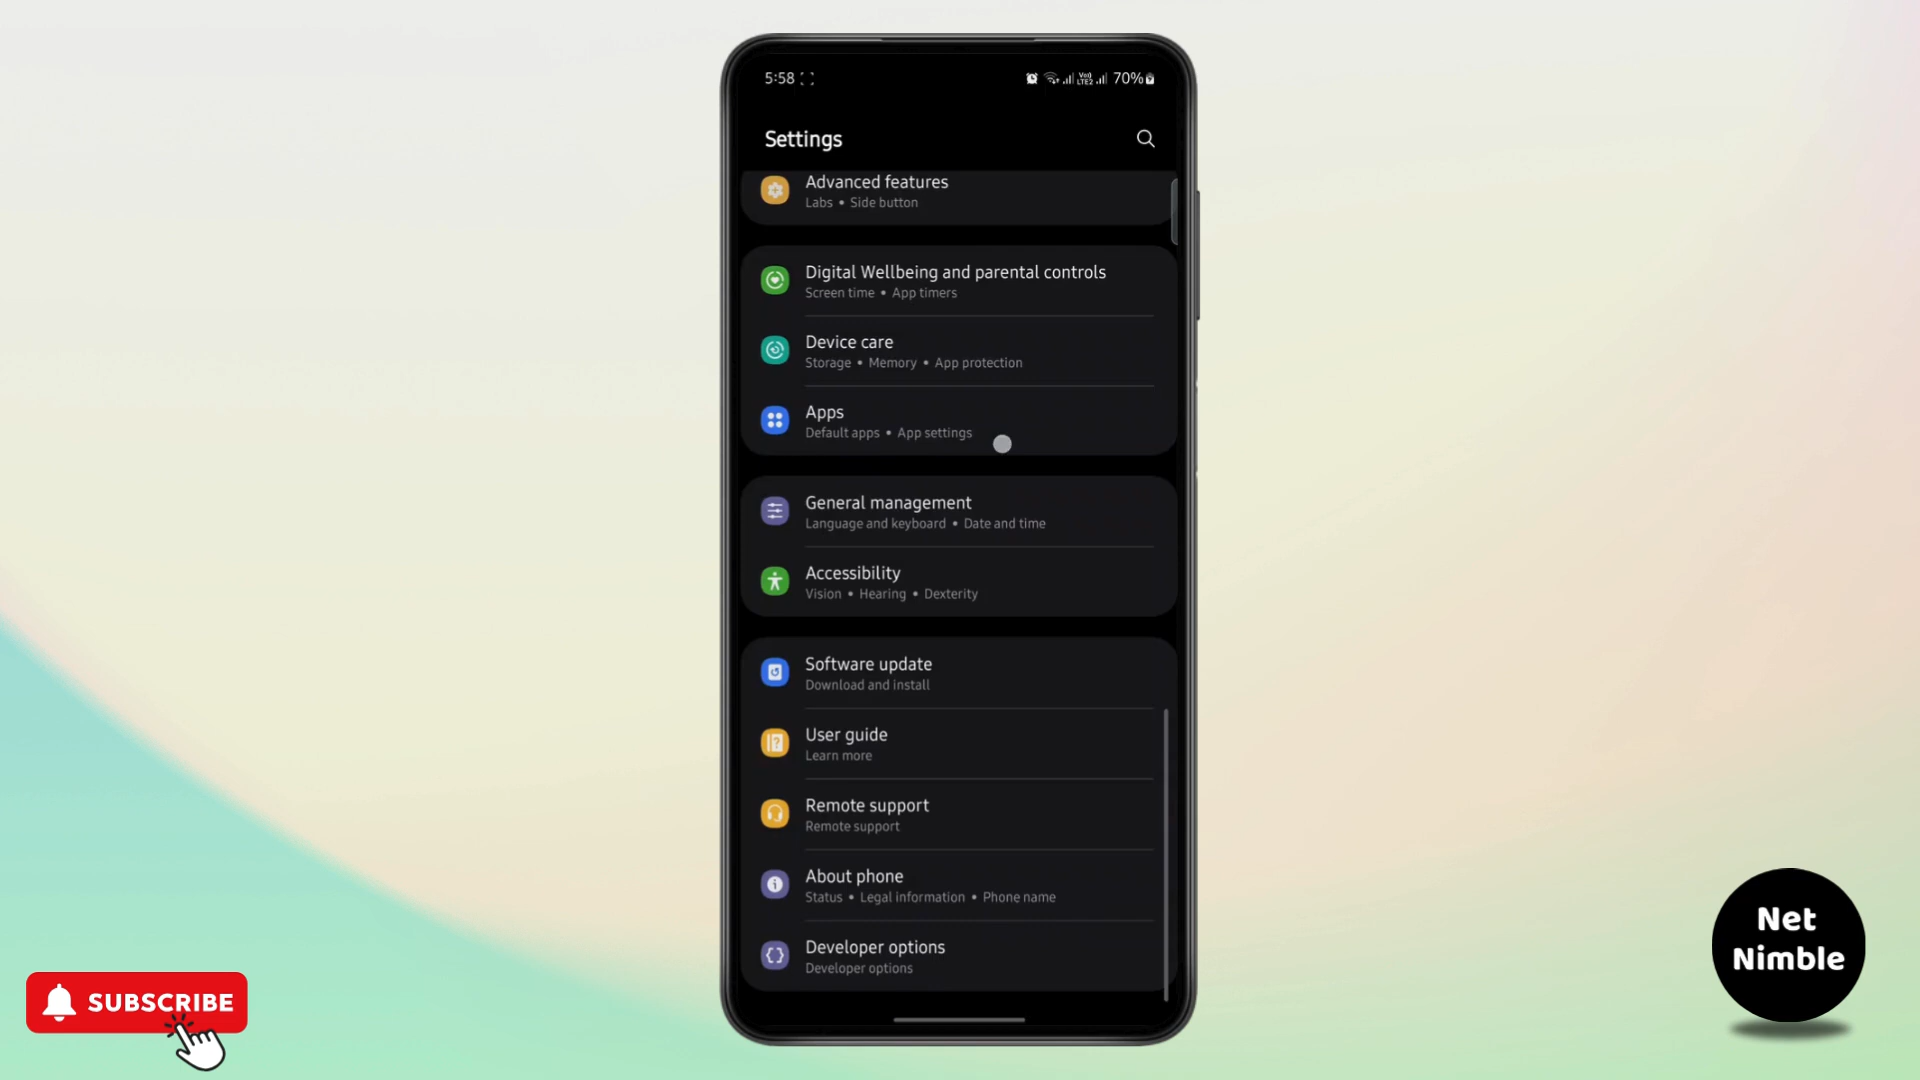 5:58
Vo)) LTE2 70%
Settings
Advanced features
Labs • Side button
Digital Wellbeing and parental controls
Screen time • App timers
Device care
Storage • Memory • App protection
Apps
Default apps • App settings
General management
Language and keyboard • Date and time
Accessibility
Vision • Hearing • Dexterity
Software update
Download and install
User guide
Learn more
Remote support
Remote support
About phone
Status • Legal information • Phone name
Developer options
Developer options
SUBSCRIBE
Net
Nimble